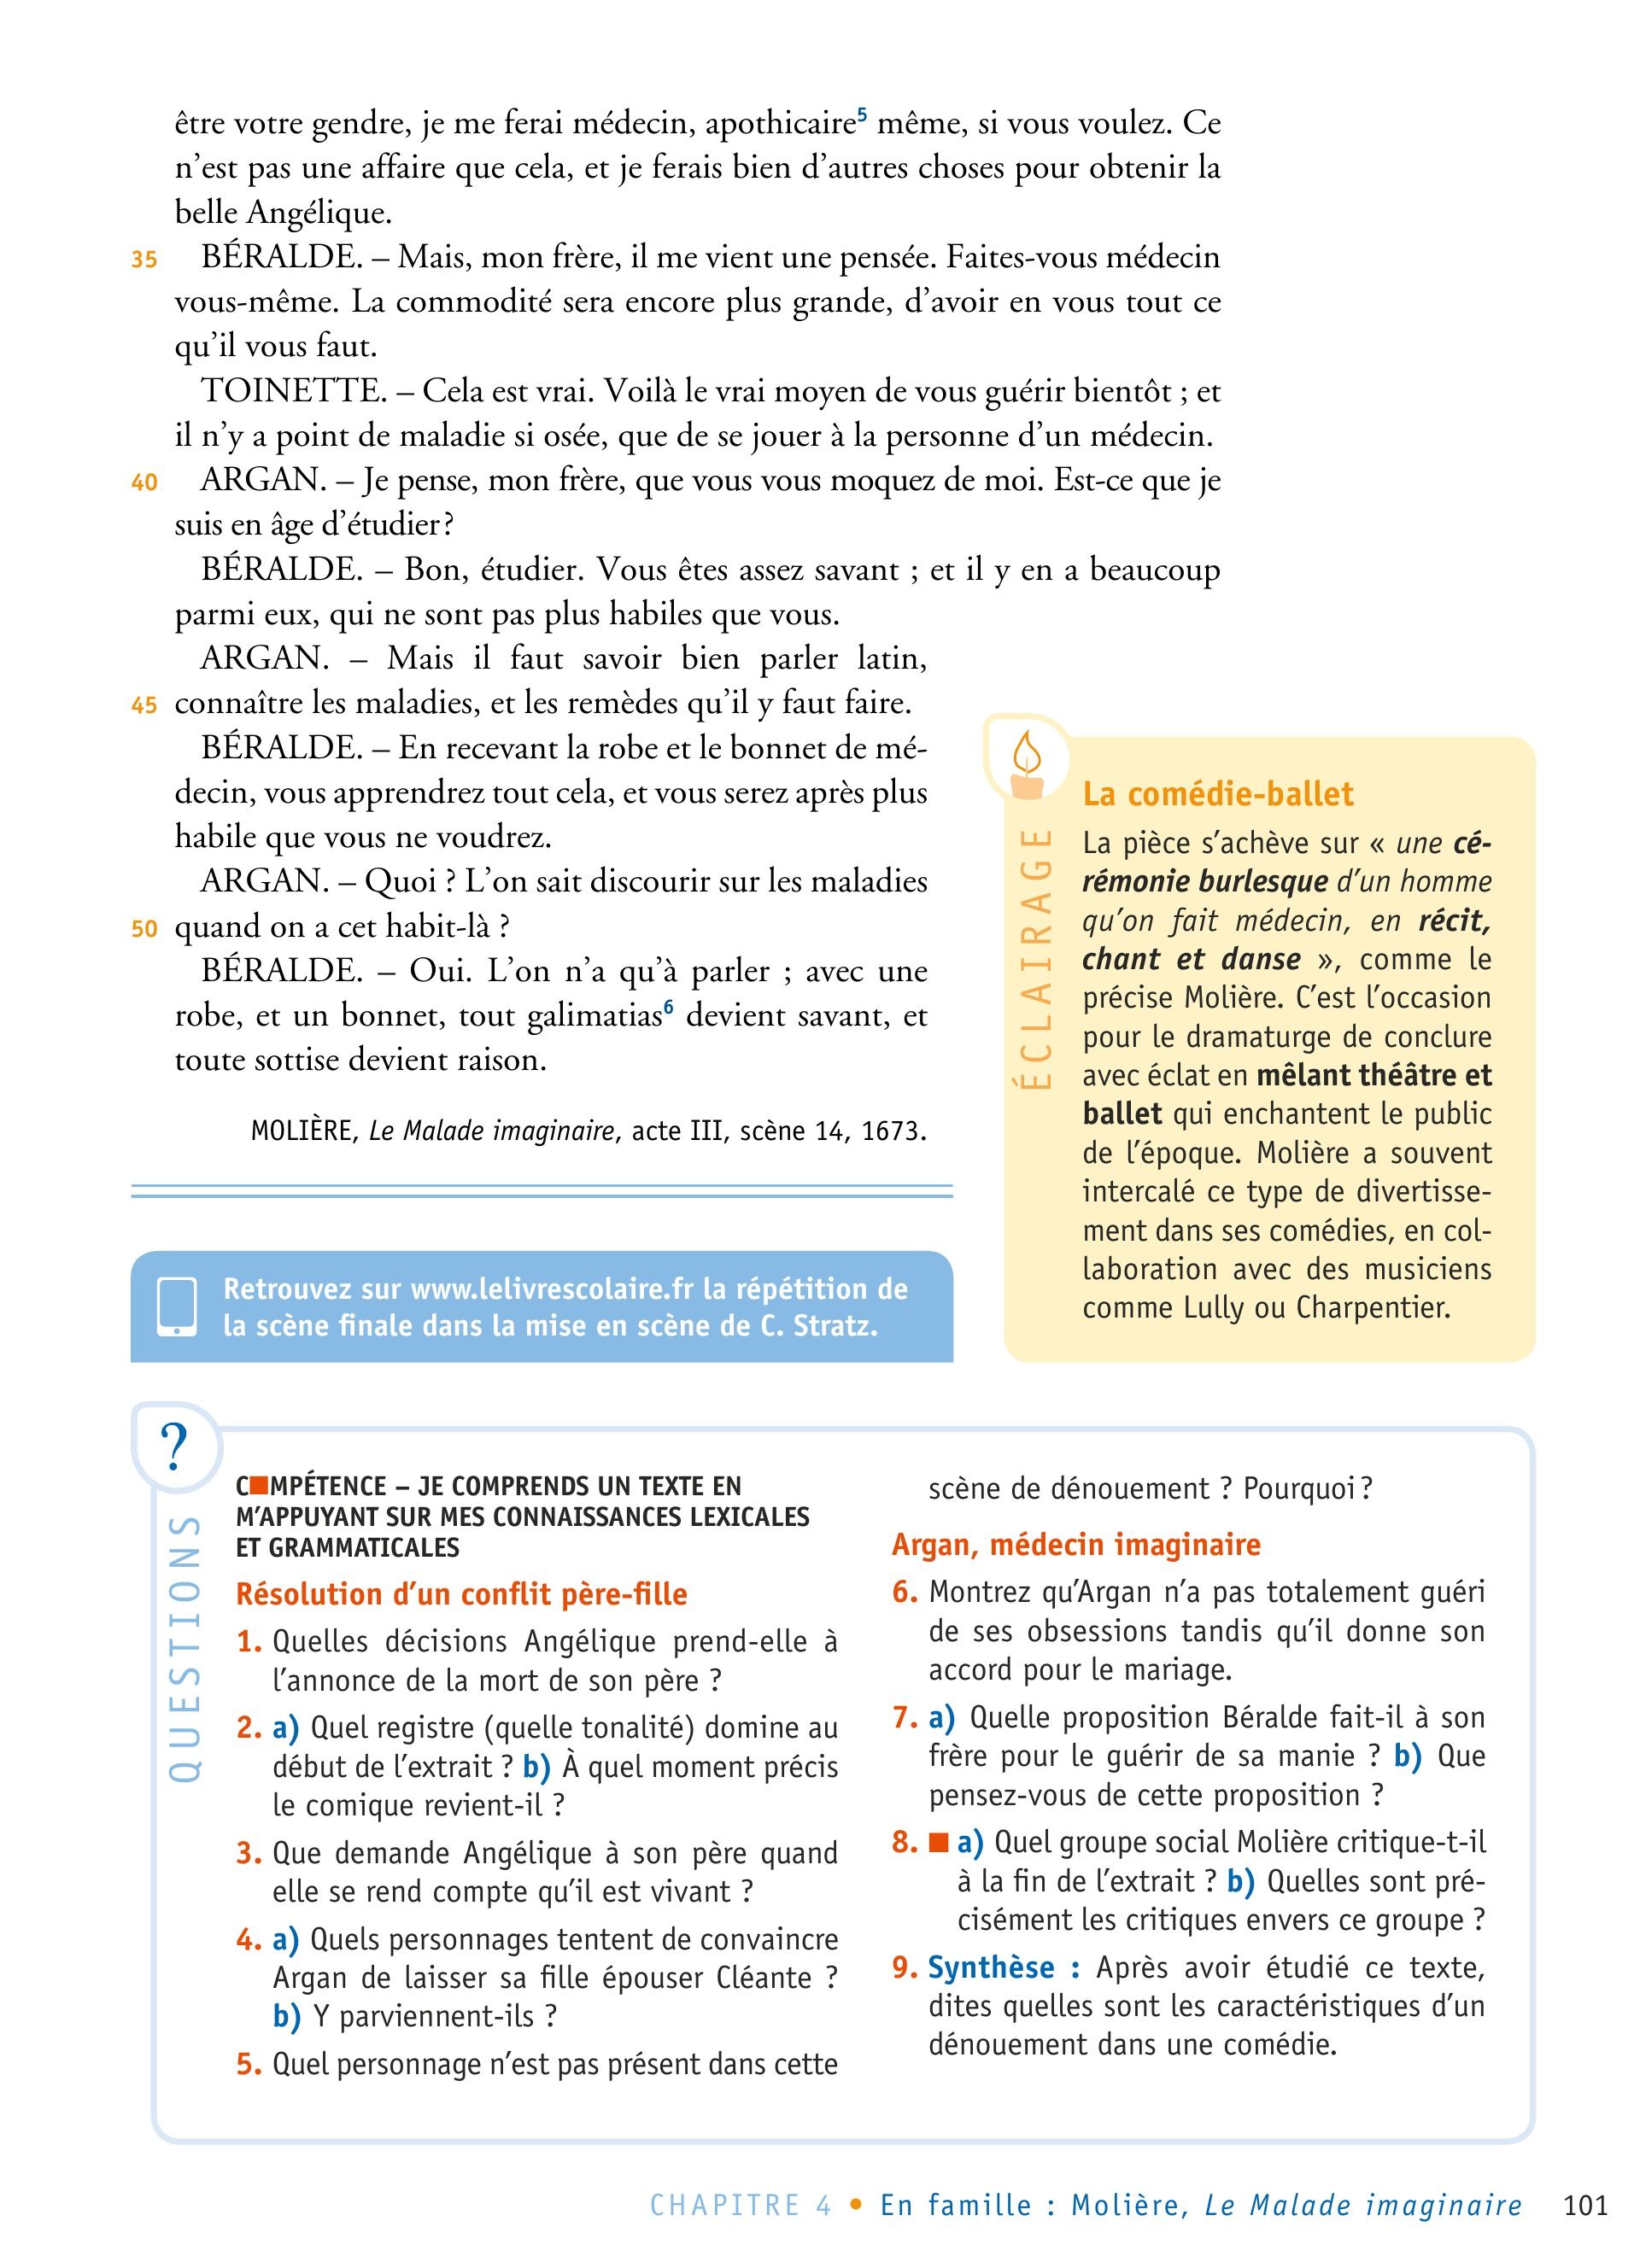 être votre gendre, je me ferai médecin, apothicaire⁵ même, si vous voulez. Ce
n'est pas une affaire que cela, et je ferais bien d'autres choses pour obtenir la
belle Angélique.
35 BÉRALDE. – Mais, mon frère, il me vient une pensée. Faites-vous médecin
vous-même. La commodité sera encore plus grande, d'avoir en vous tout ce
qu'il vous faut.
TOINETTE. – Cela est vrai. Voilà le vrai moyen de vous guérir bientôt ; et
il n'y a point de maladie si osée, que de se jouer à la personne d'un médecin.
40 ARGAN. – Je pense, mon frère, que vous vous moquez de moi. Est-ce que je
suis en âge d'étudier?
BÉRALDE. – Bon, étudier. Vous êtes assez savant ; et il y en a beaucoup
parmi eux, qui ne sont pas plus habiles que vous.
ARGAN. – Mais il faut savoir bien parler latin,
45 connaître les maladies, et les remèdes qu'il y faut faire.
BÉRALDE. – En recevant la robe et le bonnet de mé-
decin, vous apprendrez tout cela, et vous serez après plus
habile que vous ne voudrez.
ARGAN. – Quoi ? L'on sait discourir sur les maladies
50 quand on a cet habit-là ?
BÉRALDE. – Oui. L'on n'a qu'à parler ; avec une
robe, et un bonnet, tout galimatias⁶ devient savant, et
toute sottise devient raison.
MOLIÈRE, Le Malade imaginaire, acte III, scène 14, 1673.
Retrouvez sur www.lelivrescolaire.fr la répétition de
la scène finale dans la mise en scène de C. Stratz.
ÉCLAIRAGE
La comédie-ballet
La pièce s'achève sur « une cé-
rémonie burlesque d'un homme
qu'on fait médecin, en récit,
chant et danse », comme le
précise Molière. C'est l'occasion
pour le dramaturge de conclure
avec éclat en mêlant théâtre et
ballet qui enchantent le public
de l'époque. Molière a souvent
intercalé ce type de divertisse-
ment dans ses comédies, en col-
laboration avec des musiciens
comme Lully ou Charpentier.
?
QUESTIONS
C■MPÉTENCE – JE COMPRENDS UN TEXTE EN
M'APPUYANT SUR MES CONNAISSANCES LEXICALES
ET GRAMMATICALES
Résolution d'un conflit père-fille
1. Quelles décisions Angélique prend-elle à
l'annonce de la mort de son père ?
2. a) Quel registre (quelle tonalité) domine au
début de l'extrait ? b) À quel moment précis
le comique revient-il ?
3. Que demande Angélique à son père quand
elle se rend compte qu'il est vivant ?
4. a) Quels personnages tentent de convaincre
Argan de laisser sa fille épouser Cléante ?
b) Y parviennent-ils ?
5. Quel personnage n'est pas présent dans cette
scène de dénouement ? Pourquoi?
Argan, médecin imaginaire
6. Montrez qu'Argan n'a pas totalement guéri
de ses obsessions tandis qu'il donne son
accord pour le mariage.
7. a) Quelle proposition Béralde fait-il à son
frère pour le guérir de sa manie ? b) Que
pensez-vous de cette proposition ?
8. ■ a) Quel groupe social Molière critique-t-il
à la fin de l'extrait ? b) Quelles sont pré-
cisément les critiques envers ce groupe ?
9. Synthèse : Après avoir étudié ce texte,
dites quelles sont les caractéristiques d'un
dénouement dans une comédie.
CHAPITRE 4 • En famille : Molière, Le Malade imaginaire 101